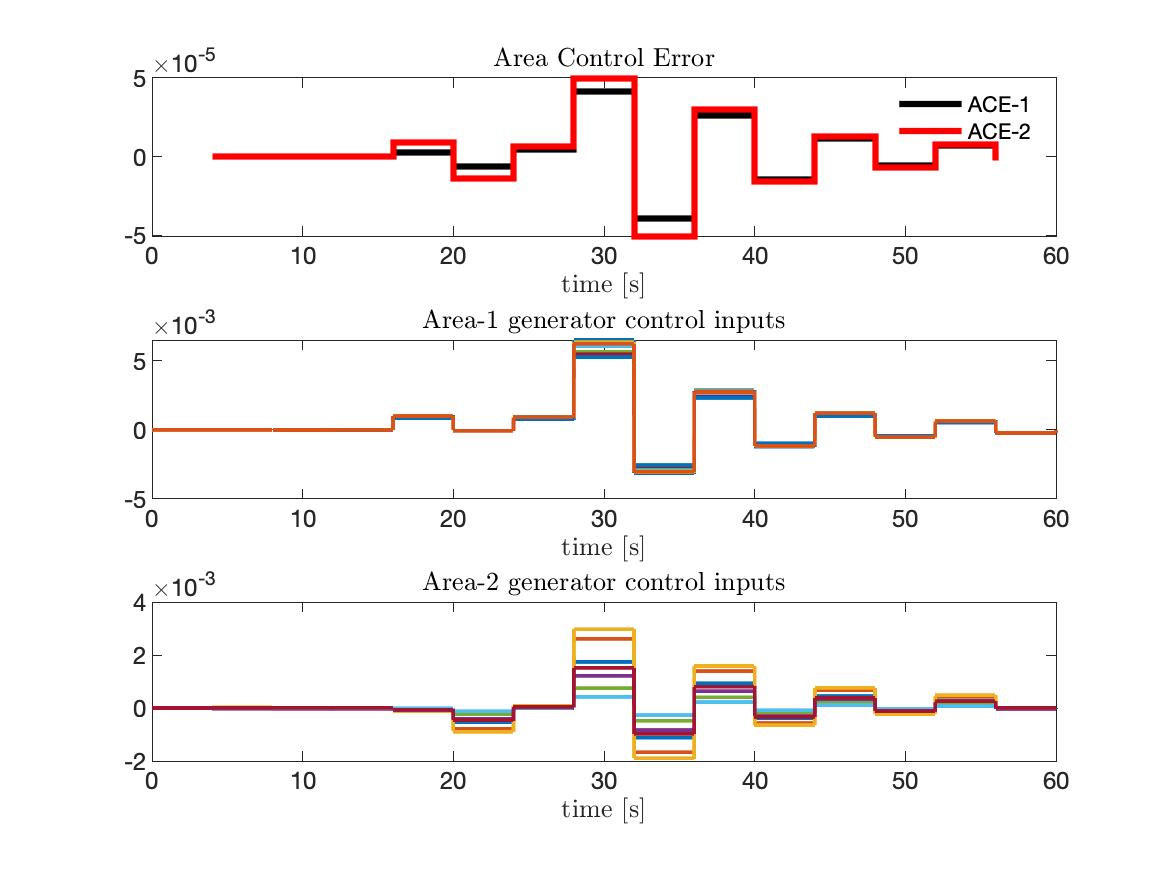 ×10-5
Area Control Error
5
0
-5
ACE-1
ACE-2
0 10 20 30 40 50 60
time [s]
×10-3
Area-1 generator control inputs
5
0
-5
0 10 20 30 40 50 60
time [s]
×10-3
Area-2 generator control inputs
4
2
0
-2
0 10 20 30 40 50 60
time [s]